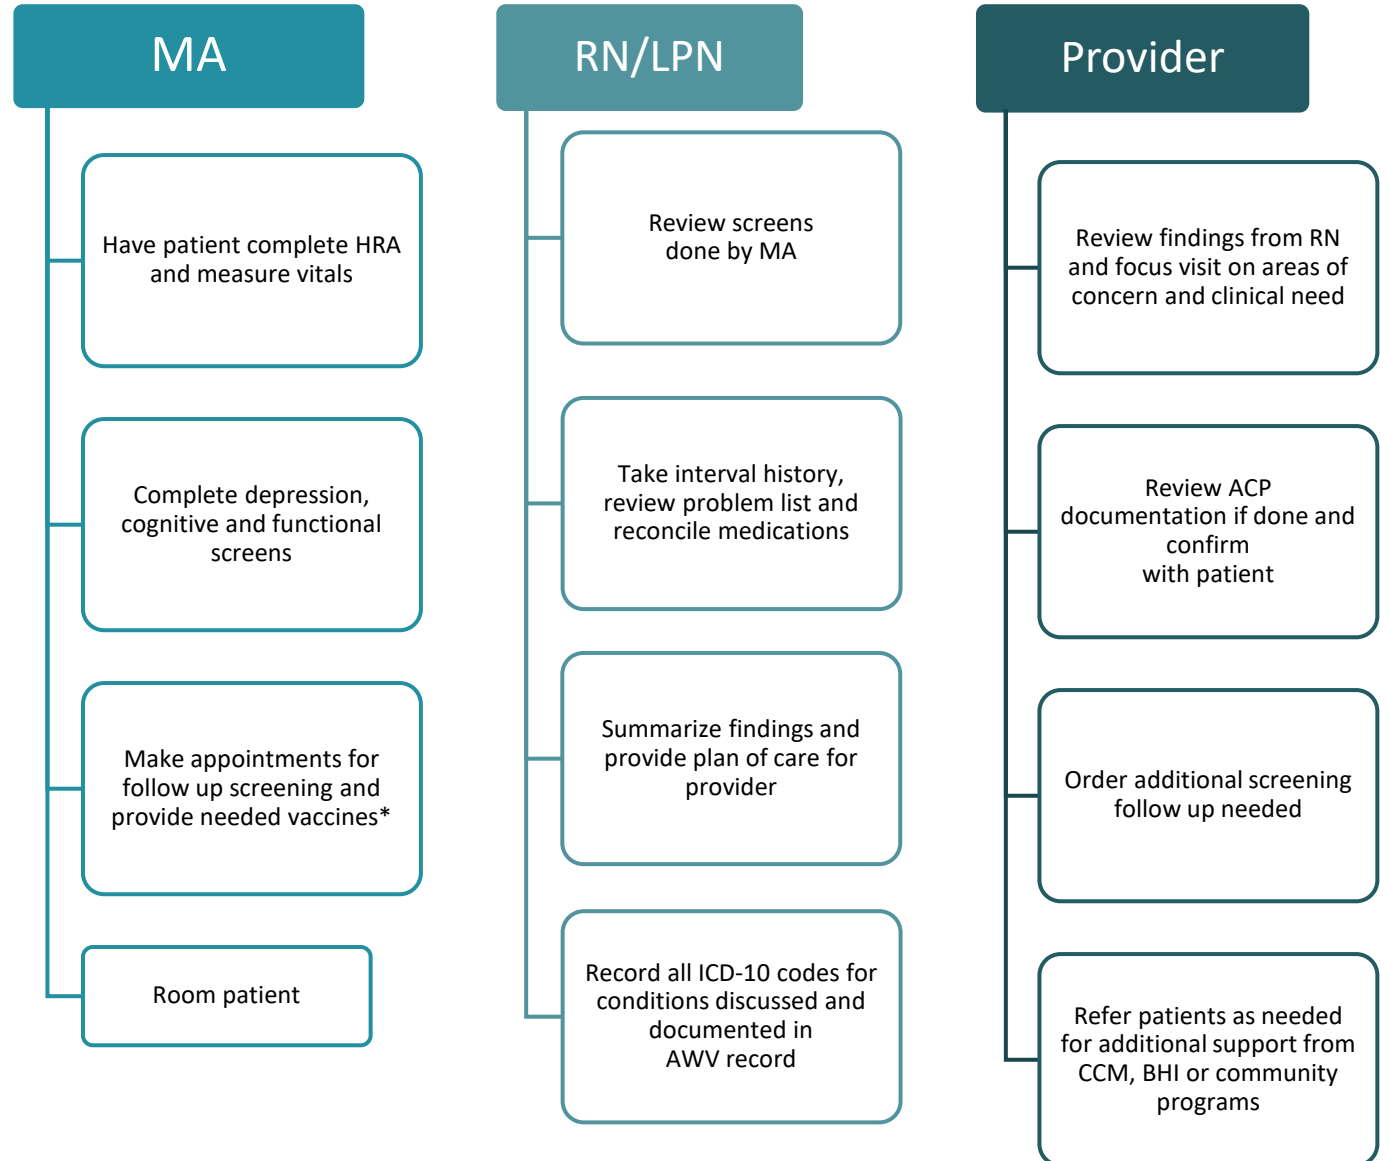 MA
Have patient complete HRA
and measure vitals
Complete depression,
cognitive and functional
screens
Make appointments for
follow up screening and
provide needed vaccines*
Room patient
RN/LPN
Review screens
done by MA
Take interval history,
review problem list and
reconcile medications
Summarize findings and
provide plan of care for
provider
Record all ICD-10 codes for
conditions discussed and
documented in
AWV record
Provider
Review findings from RN
and focus visit on areas of
concern and clinical need
Review ACP
documentation if done and
confirm
with patient
Order additional screening
follow up needed
Refer patients as needed
for additional support from
CCM, BHI or community
programs